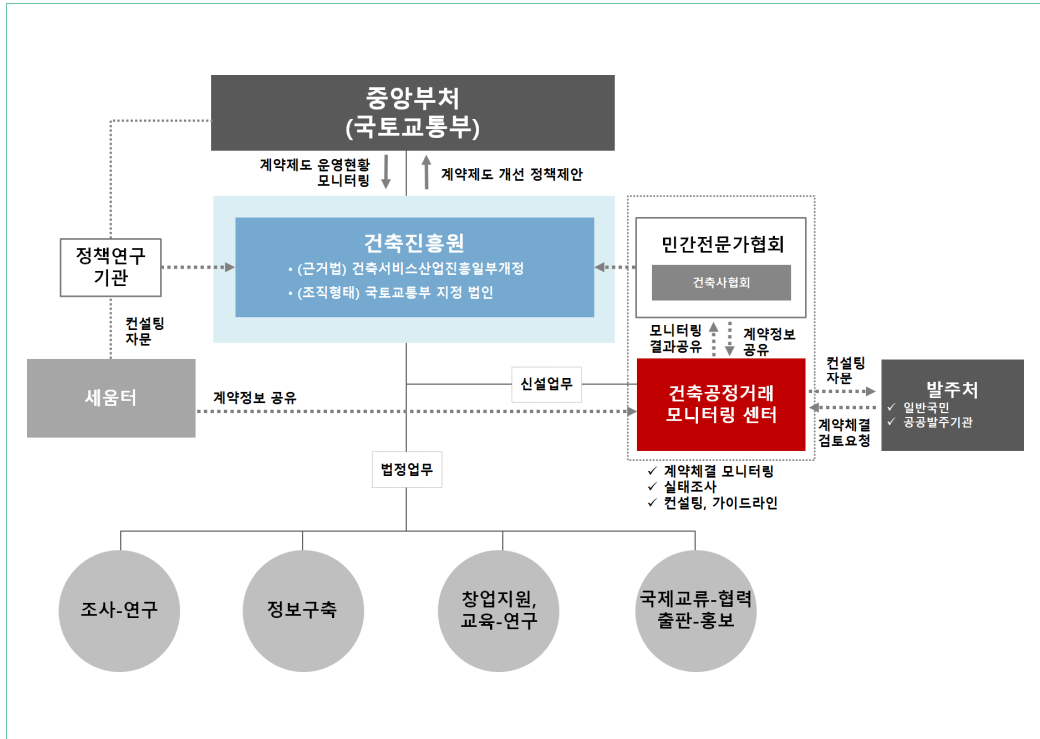 중앙부처
(국토교통부)
계약제도 운영현황
모니터링
계약제도 개선 정책제안
정책연구
기관
건축진흥원
• (근거법) 건축서비스산업진흥일부개정
• (조직형태) 국토교통부 지정 법인
민간전문가협회
건축사협회
컨설팅
자문
모니터링
결과공유
계약정보
공유
세움터
계약정보 공유
신설업무
건축공정거래
모니터링 센터
컨설팅
자문
계약체결
검토요청
발주처
✓ 일반국민
✓ 공공발주기관
✓ 계약체결 모니터링
✓ 실태조사
✓ 컨설팅, 가이드라인
법정업무
조사-연구
정보구축
창업지원,
교육-연구
국제교류-협력
출판-홍보